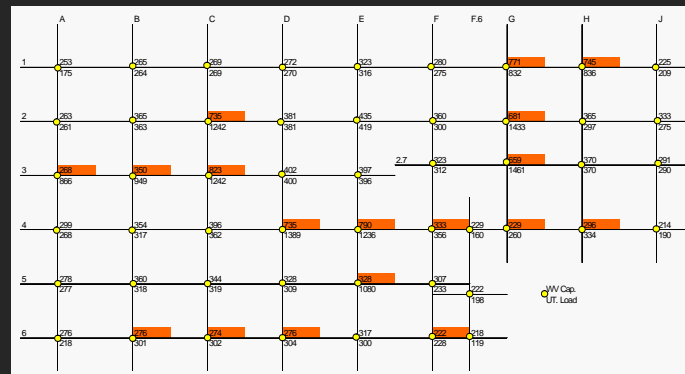 A B C D E F F.6 G H J
1 253 265 269 272 323 280 771 745 225
175 264 269 270 316 275 832 836 209
2 263 365 735 381 435 360 681 365 333
261 363 1242 381 419 300 1433 297 275
2.7 323 659 370 291
312 1461 370 290
3 268 350 823 402 397
866 949 1242 400 396
4 299 354 396 735 790 333 229 229 296 214
268 317 362 1389 1236 356 160 260 334 190
5 278 360 344 328 328 307
277 318 319 309 1080 233
222
198
WV Cap.
UT. Load
6 276 276 274 276 317 222 218
218 301 302 304 300 228 119